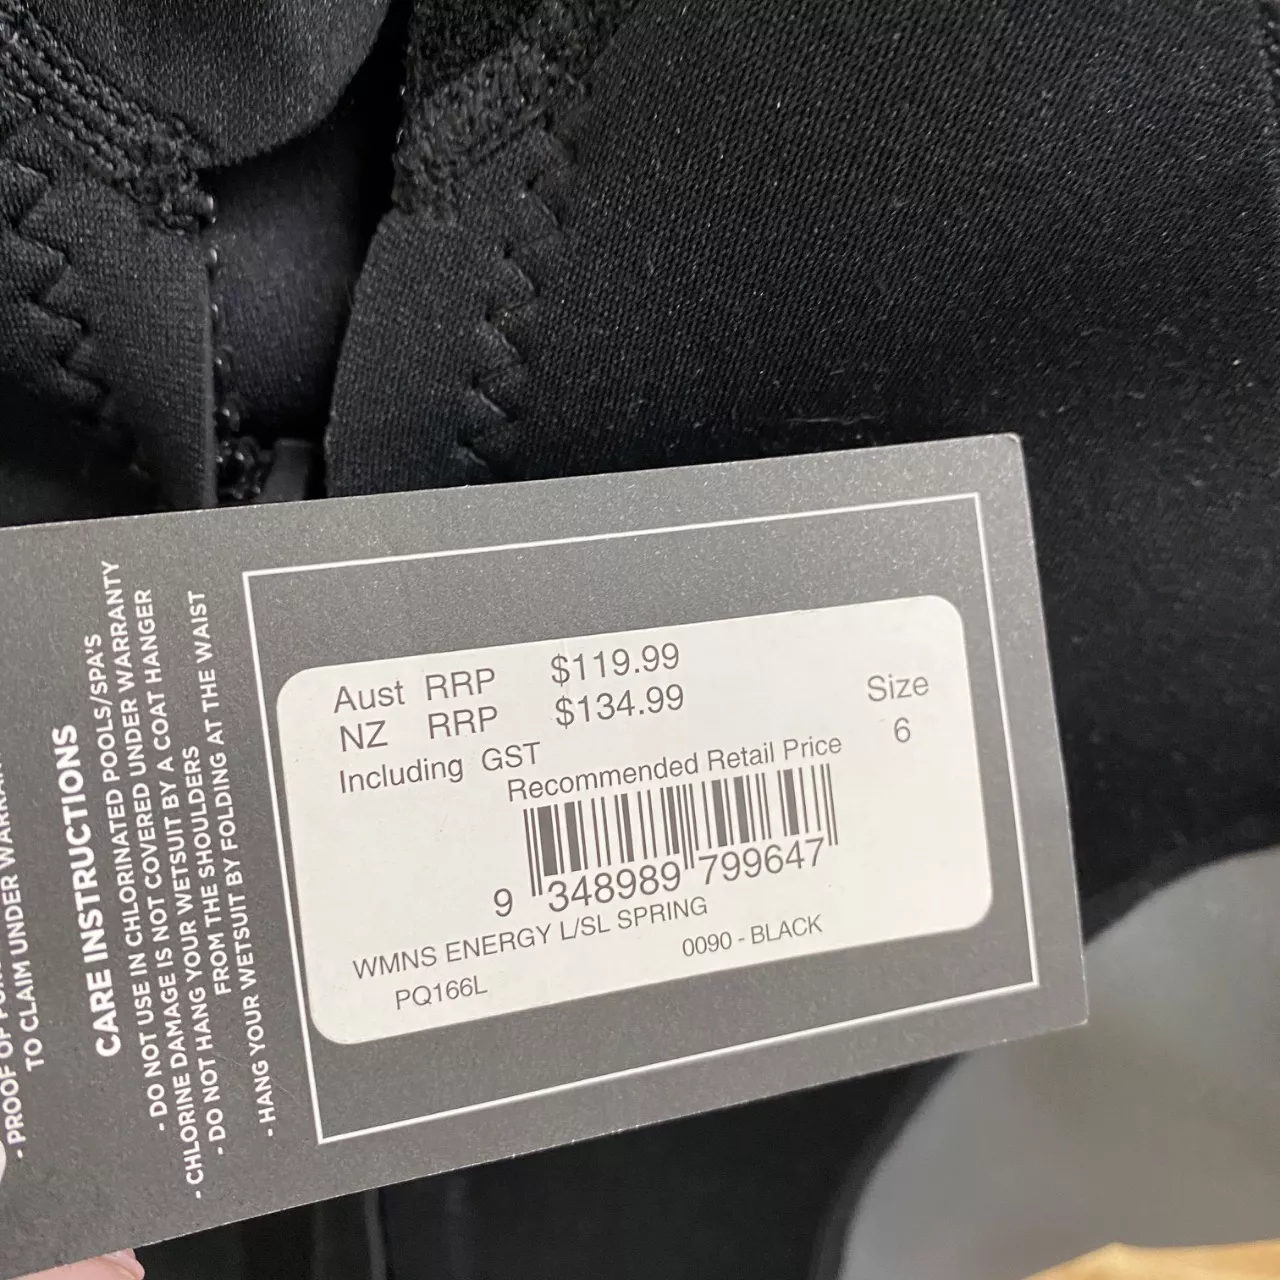 - PROOF OF
TO CLAIM UNDER WARRAN
CARE INSTRUCTIONS
- DO NOT USE IN CHLORINATED POOLS/SPA'S
- CHLORINE DAMAGE IS NOT COVERED UNDER WARRANTY
- DO NOT HANG YOUR WETSUIT BY A COAT HANGER
FROM THE SHOULDERS
- HANG YOUR WETSUIT BY FOLDING AT THE WAIST
Aust RRP $119.99
NZ RRP $134.99
Including GST
Recommended Retail Price
Size
6
9 348989 799647
WMNS ENERGY L/SL SPRING
PQ166L 0090 - BLACK